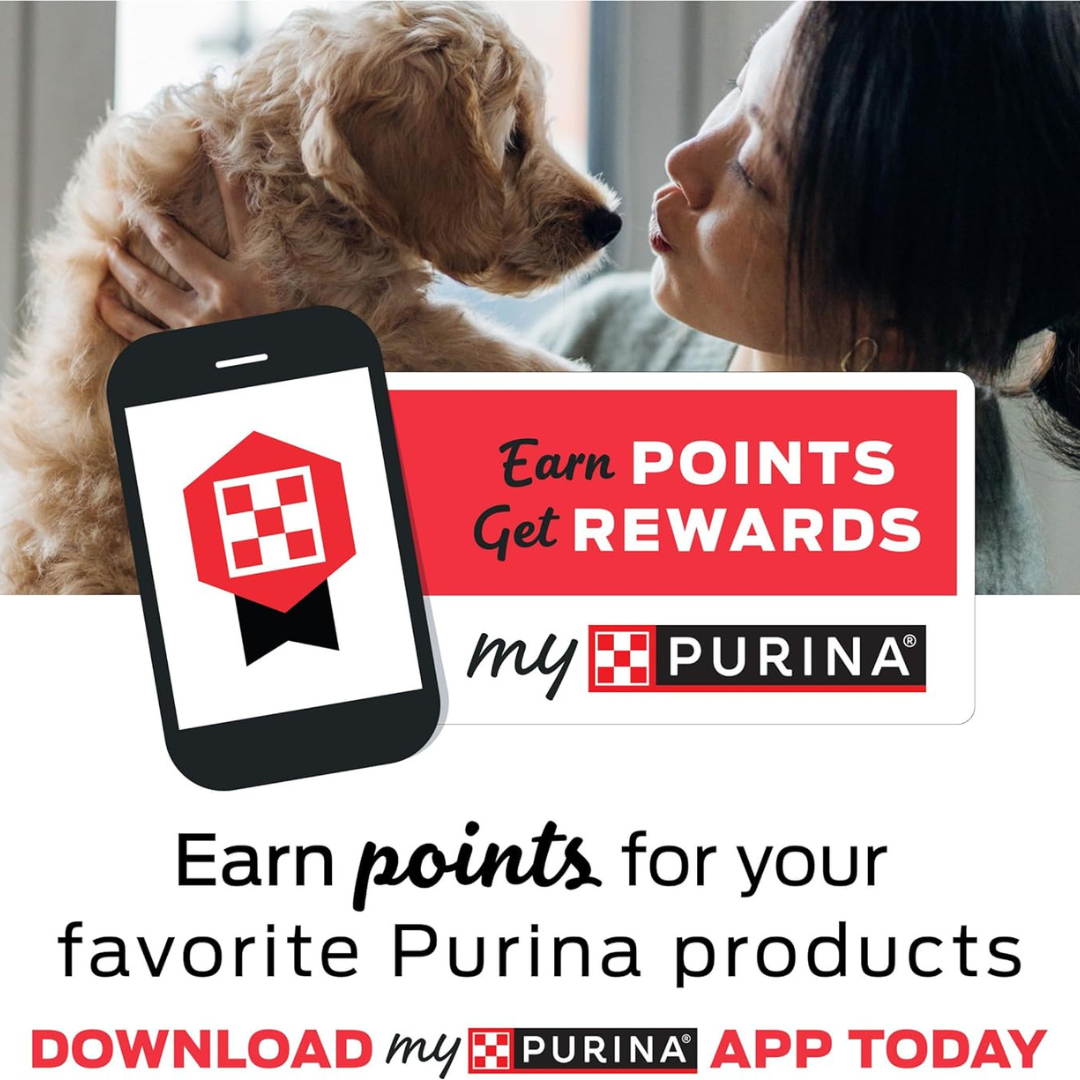 Earn POINTS
Get REWARDS
my PURINA®
Earn points for your
favorite Purina products
DOWNLOAD my PURINA® APP TODAY